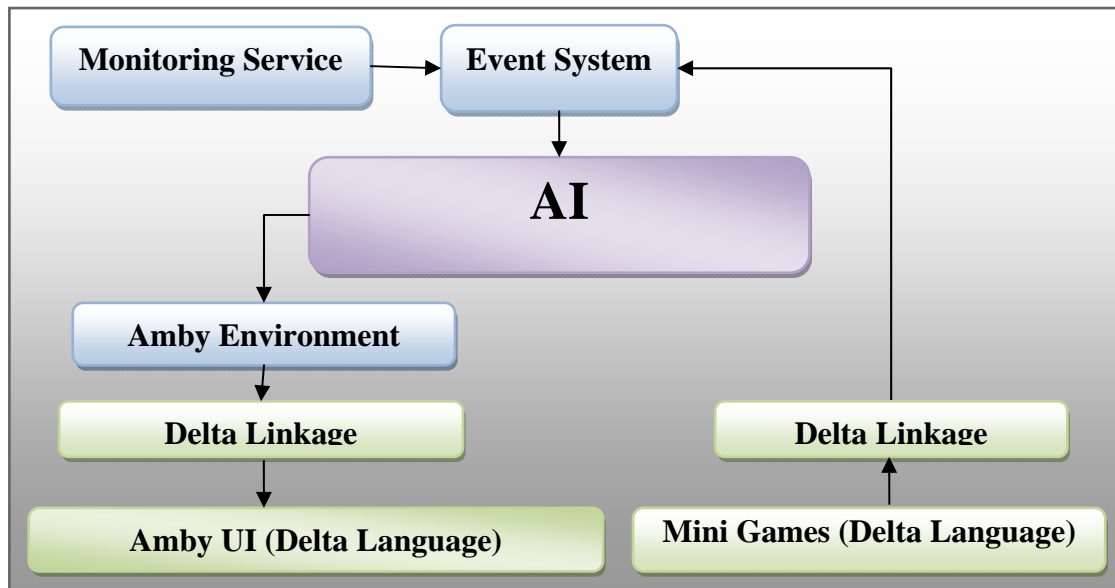 Monitoring Service
Event System
AI
Amby Environment
Delta Linkage
Delta Linkage
Amby UI (Delta Language)
Mini Games (Delta Language)